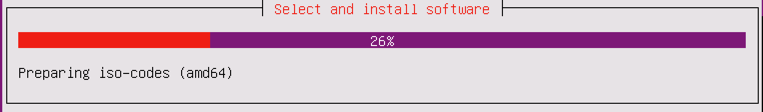 Select and install software
26%
Preparing iso-codes (amd64)